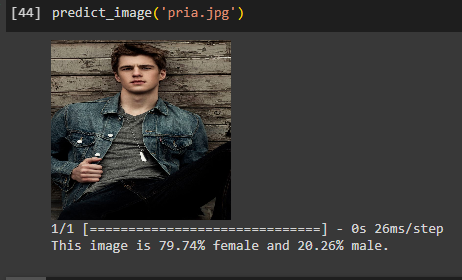 [44] predict_image('pria.jpg')
1/1 [==============================] - 0s 26ms/step
This image is 79.74% female and 20.26% male.